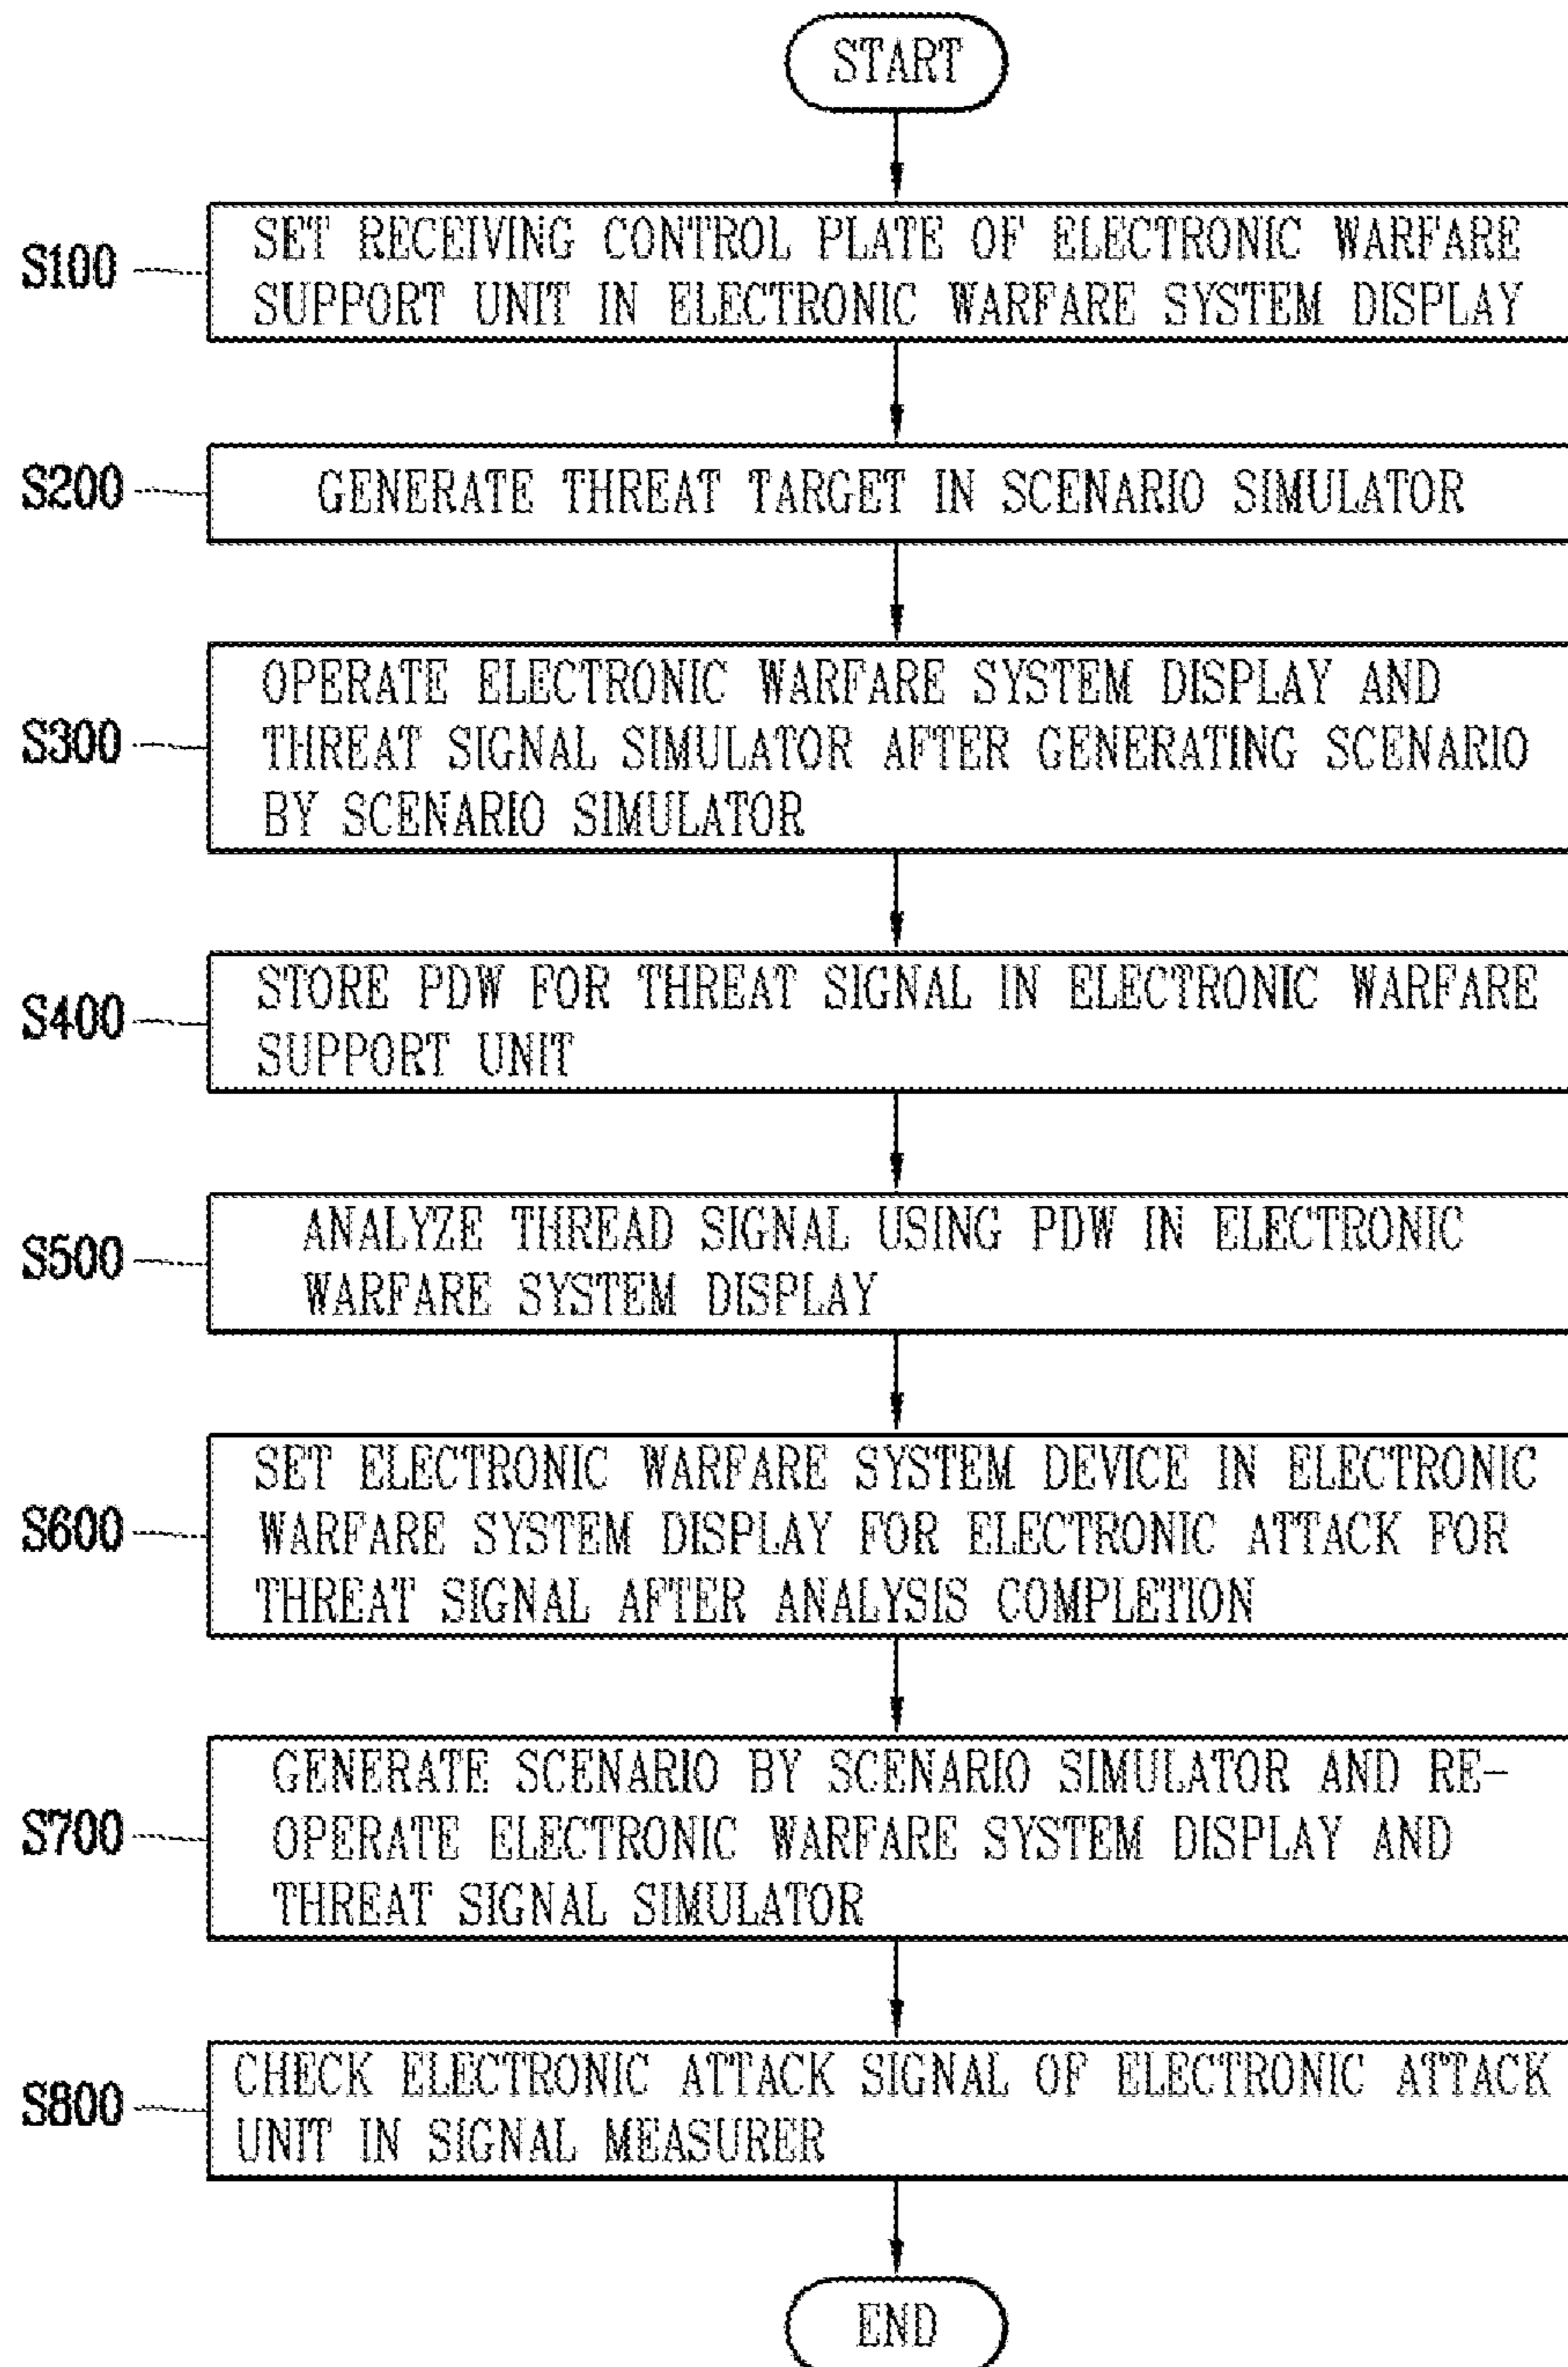 START
S100
SET RECEIVING CONTROL PLATE OF ELECTRONIC WARFARE
SUPPORT UNIT IN ELECTRONIC WARFARE SYSTEM DISPLAY
S200
GENERATE THREAT TARGET IN SCENARIO SIMULATOR
S300
OPERATE ELECTRONIC WARFARE SYSTEM DISPLAY AND
THREAT SIGNAL SIMULATOR AFTER GENERATING SCENARIO
BY SCENARIO SIMULATOR
S400
STORE PDW FOR THREAT SIGNAL IN ELECTRONIC WARFARE
SUPPORT UNIT
S500
ANALYZE THREAD SIGNAL USING PDW IN ELECTRONIC
WARFARE SYSTEM DISPLAY
S600
SET ELECTRONIC WARFARE SYSTEM DEVICE IN ELECTRONIC
WARFARE SYSTEM DISPLAY FOR ELECTRONIC ATTACK FOR
THREAT SIGNAL AFTER ANALYSIS COMPLETION
S700
GENERATE SCENARIO BY SCENARIO SIMULATOR AND RE-
OPERATE ELECTRONIC WARFARE SYSTEM DISPLAY AND
THREAT SIGNAL SIMULATOR
S800
CHECK ELECTRONIC ATTACK SIGNAL OF ELECTRONIC ATTACK
UNIT IN SIGNAL MEASURER
END